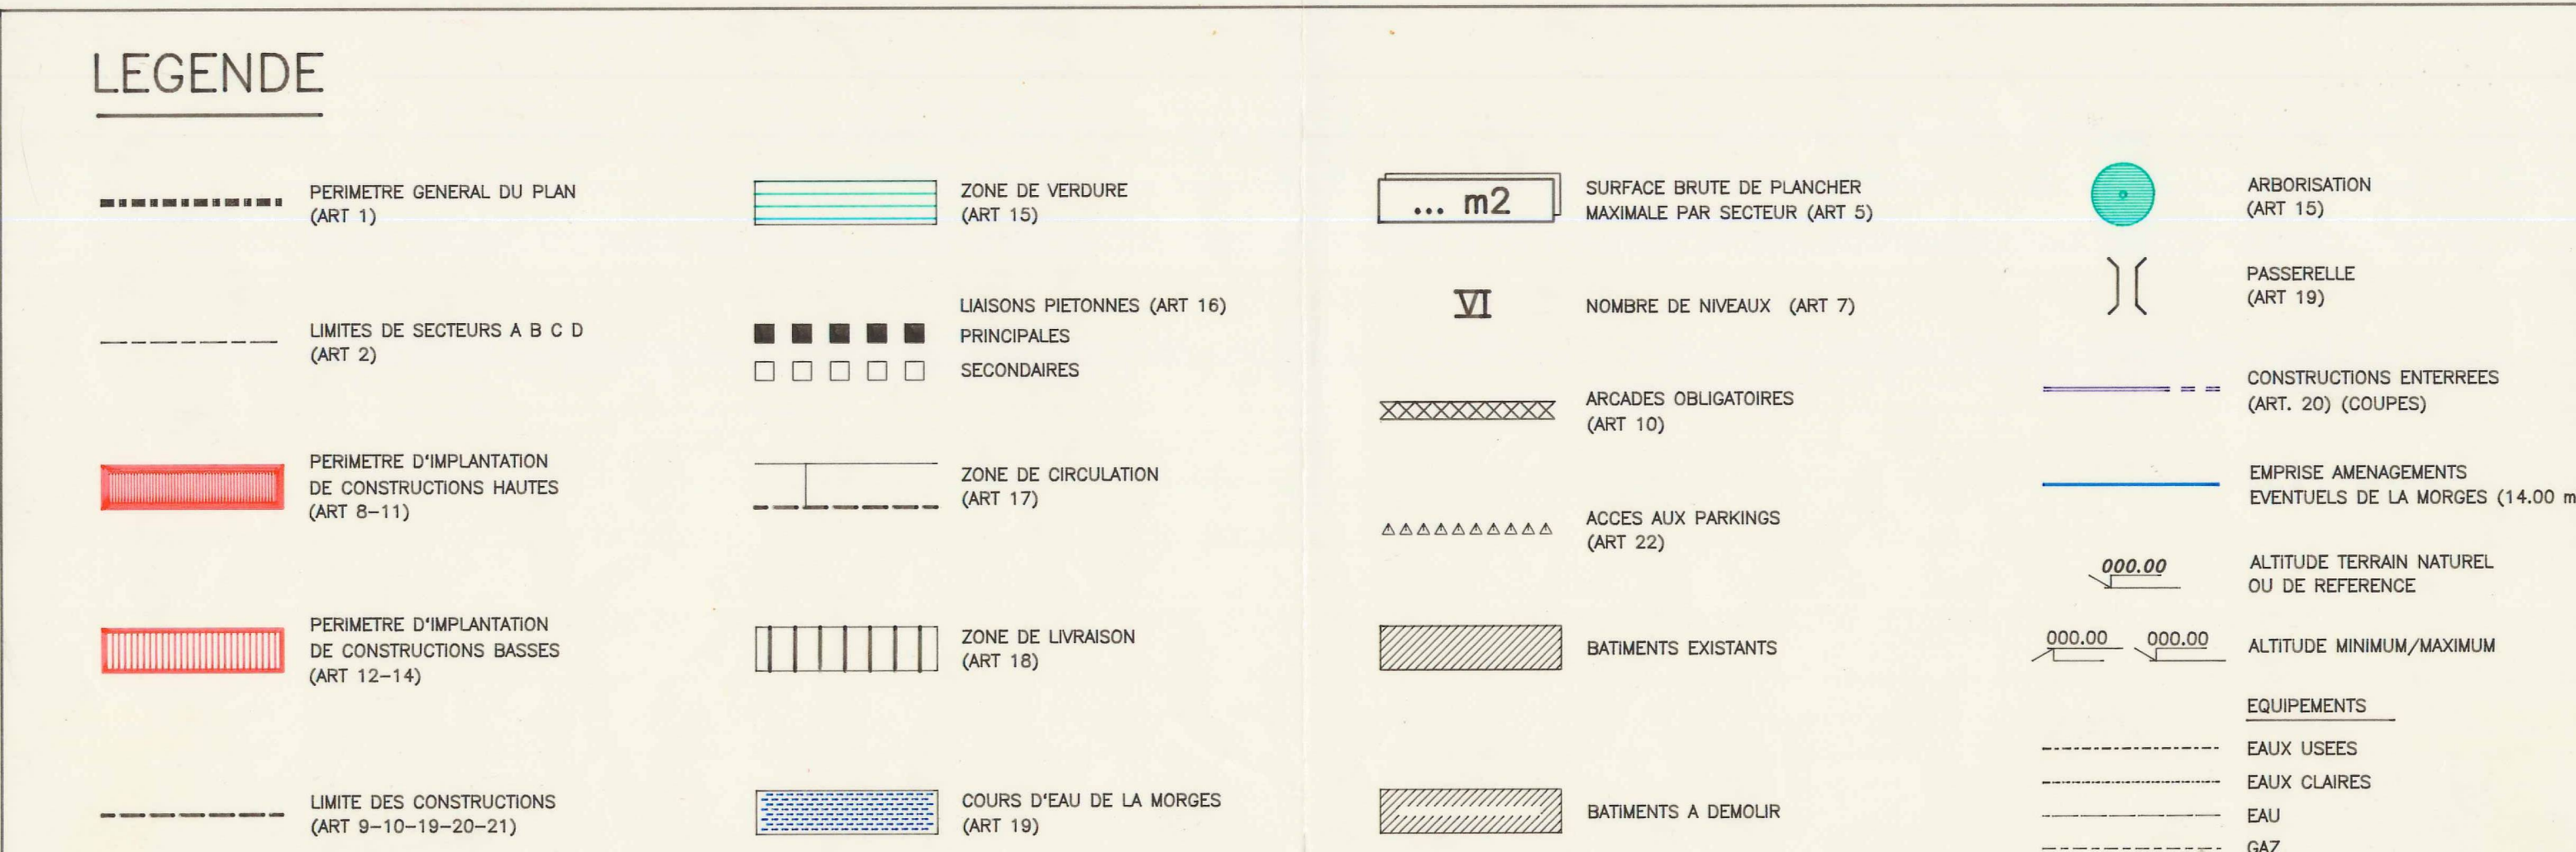 LEGENDE
PERIMETRE GENERAL DU PLAN
(ART 1)
LIMITES DE SECTEURS A B C D
(ART 2)
PERIMETRE D'IMPLANTATION
DE CONSTRUCTIONS HAUTES
(ART 8-11)
PERIMETRE D'IMPLANTATION
DE CONSTRUCTIONS BASSES
(ART 12-14)
LIMITE DES CONSTRUCTIONS
(ART 9-10-19-20-21)
ZONE DE VERDURE
(ART 15)
LIAISONS PIETONNES (ART 16)
PRINCIPALES
SECONDAIRES
ZONE DE CIRCULATION
(ART 17)
ZONE DE LIVRAISON
(ART 18)
COURS D'EAU DE LA MORGES
(ART 19)
... m2
SURFACE BRUTE DE PLANCHER
MAXIMALE PAR SECTEUR (ART 5)
VI
NOMBRE DE NIVEAUX (ART 7)
ARCADES OBLIGATOIRES
(ART 10)
ACCES AUX PARKINGS
(ART 22)
BATIMENTS EXISTANTS
BATIMENTS A DEMOLIR
ARBORISATION
(ART 15)
PASSERELLE
(ART 19)
CONSTRUCTIONS ENTERREES
(ART. 20) (COUPES)
EMPRISE AMENAGEMENTS
EVENTUELS DE LA MORGES (14.00 m
000.00
ALTITUDE TERRAIN NATUREL
OU DE REFERENCE
000.00 000.00
ALTITUDE MINIMUM/MAXIMUM
EQUIPEMENTS
EAUX USEES
EAUX CLAIRES
EAU
GAZ